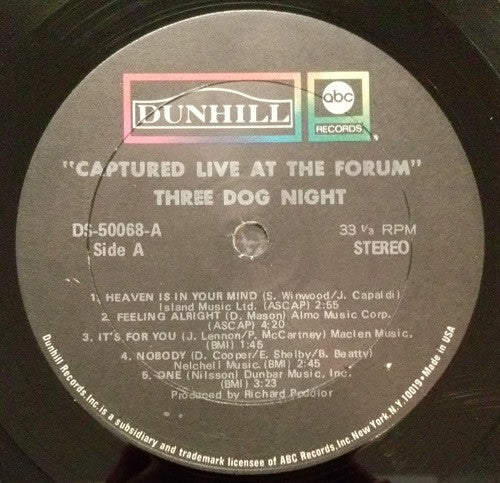 DUNHILL
abc
RECORDS
"CAPTURED LIVE AT THE FORUM"
THREE DOG NIGHT
DS-50068-A
Side A
33 1/3 RPM
STEREO
1. HEAVEN IS IN YOUR MIND (S. Winwood/J. Capaldi)
Island Music Ltd. (ASCAP) 2:55
2. FEELING ALRIGHT (D. Mason) Almo Music Corp.
(ASCAP) 4:20
3. IT'S FOR YOU (J. Lennon/P. McCartney) Maclen Music.
(BMI) 1:45
4. NOBODY (D. Cooper/E. Shelby/B. Beatty)
Nelchell Music.(BMI) 2:45
5. ONE (Nilsson) Dunbar Music, Inc.
(BMI) 3:23
Produced by Richard Podolor
Dunhill Records, Inc. is a subsidiary and trademark licensee of ABC Records, Inc. New York, N.Y. 10019 • Made in USA